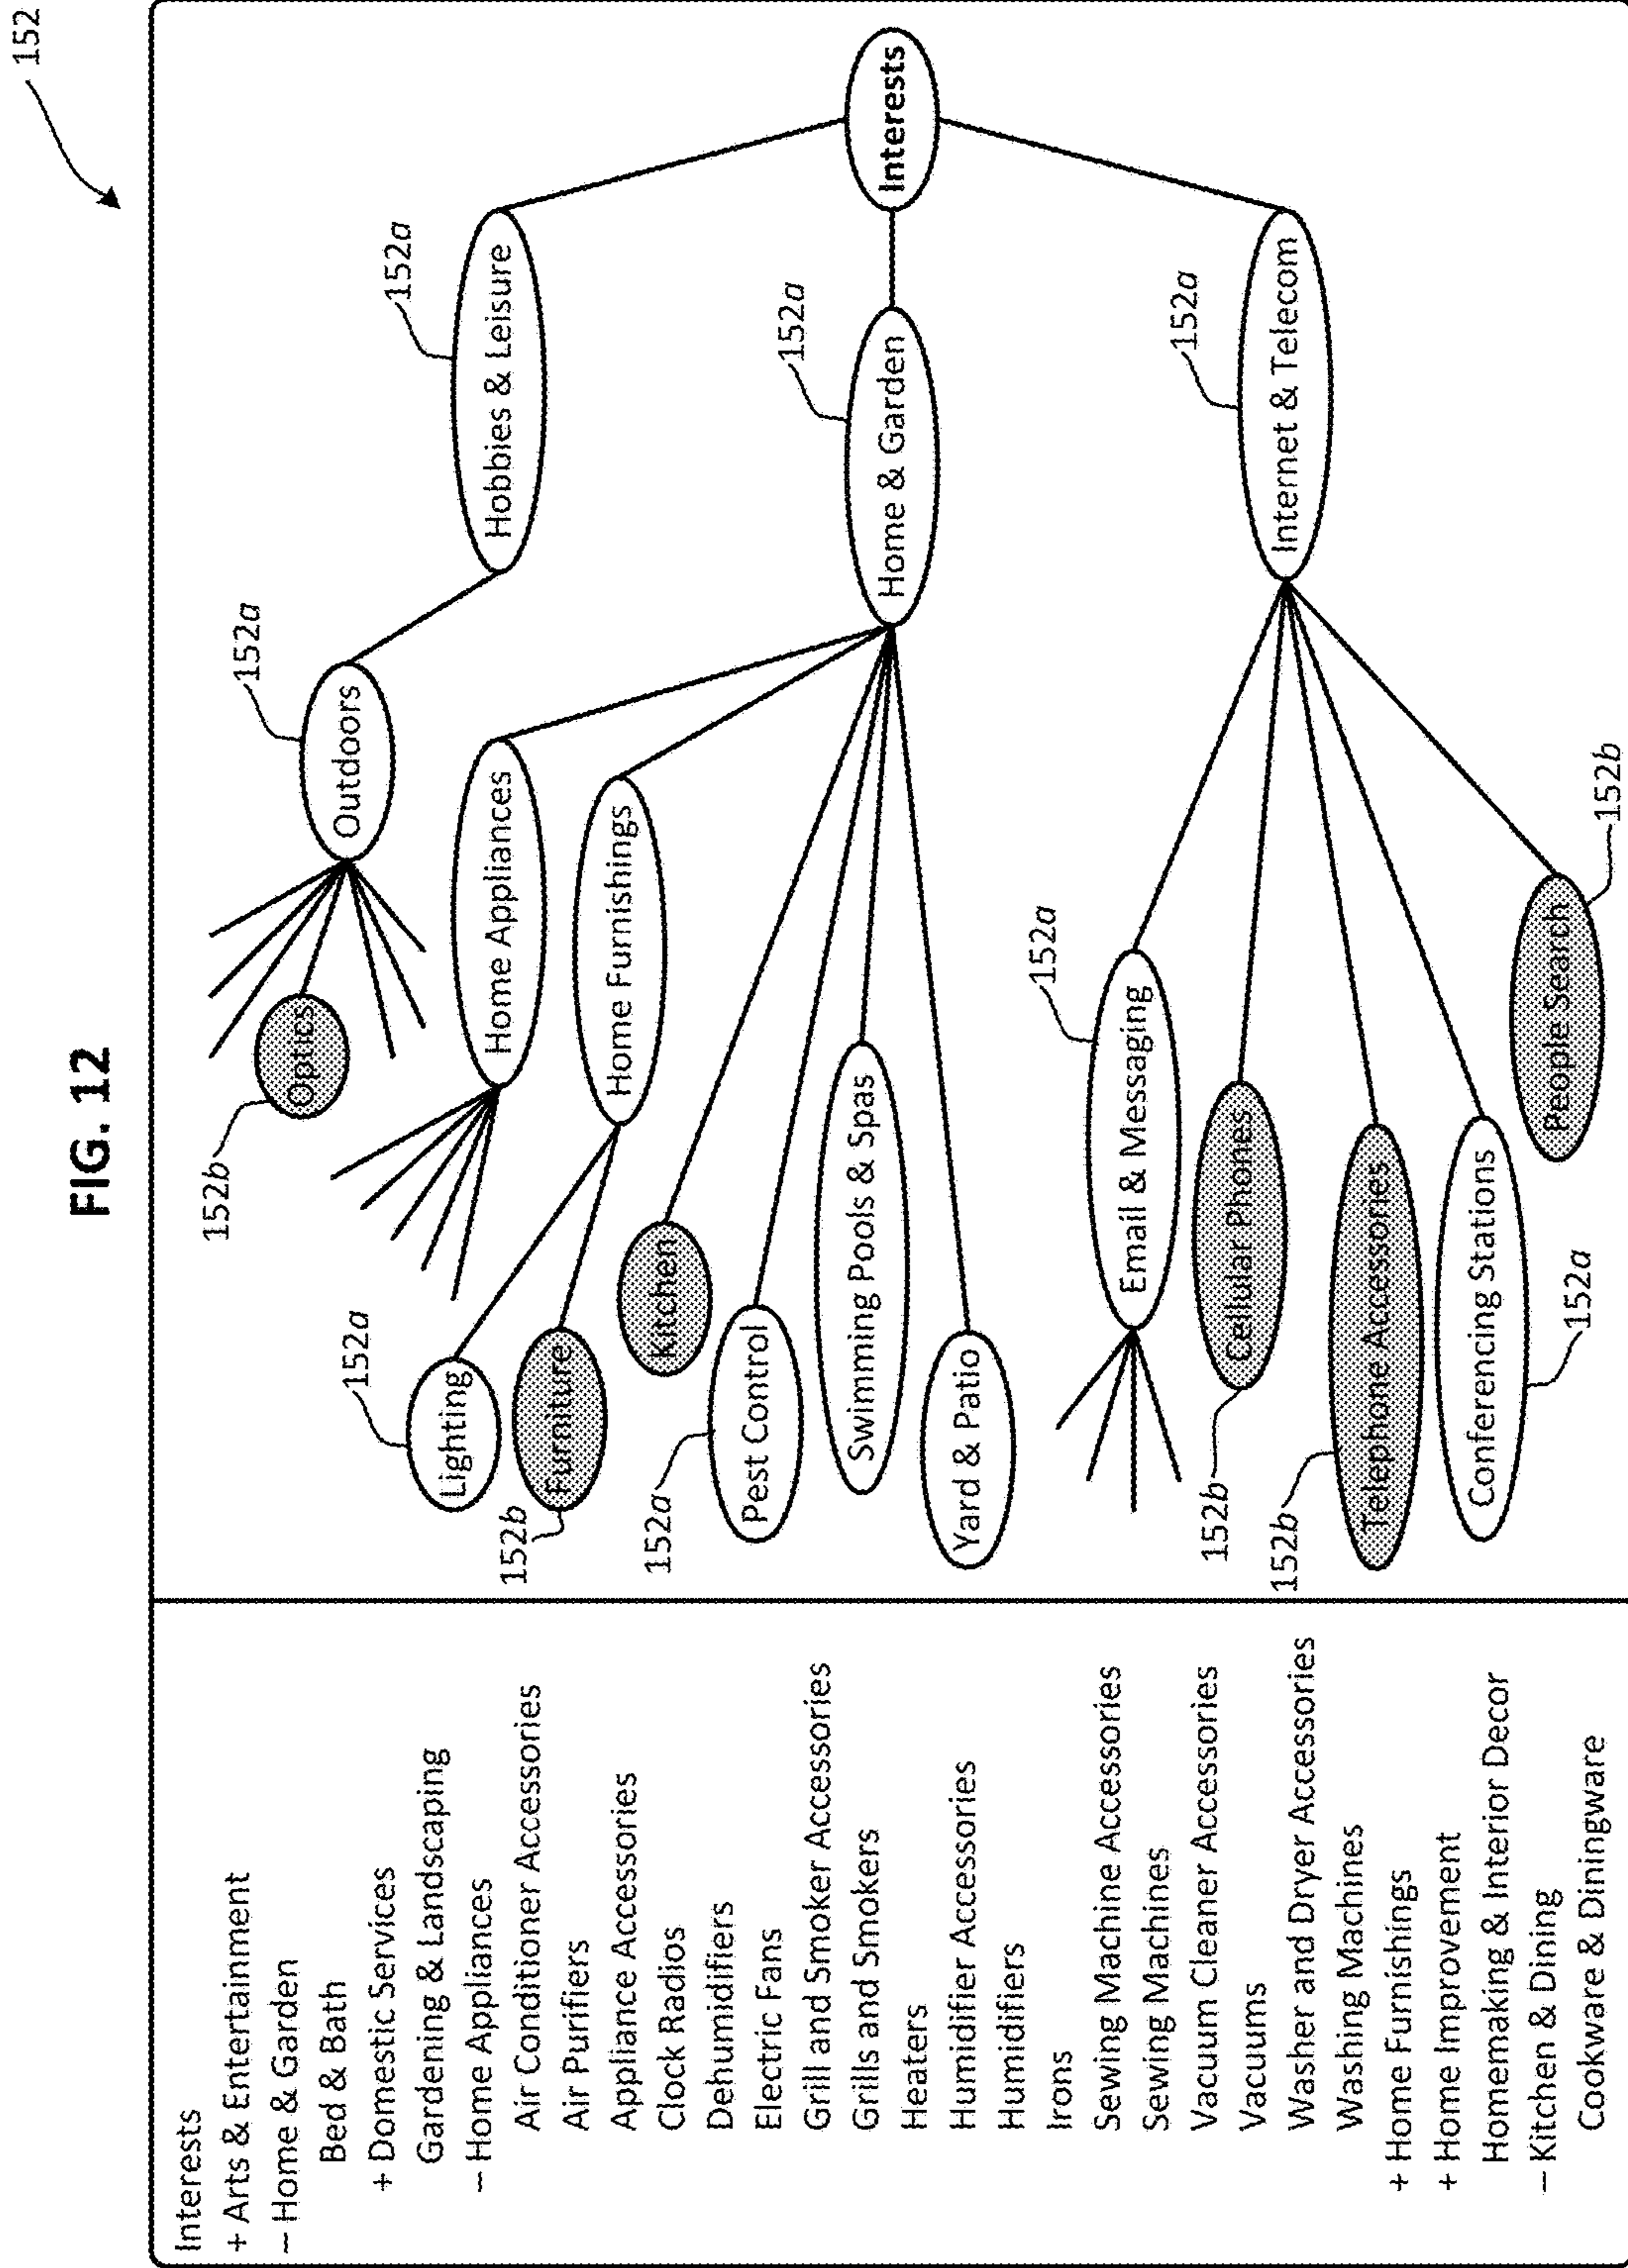 FIG. 12
152
Interests
+ Arts & Entertainment
– Home & Garden
Bed & Bath
+ Domestic Services
Gardening & Landscaping
– Home Appliances
Air Conditioner Accessories
Air Purifiers
Appliance Accessories
Clock Radios
Dehumidifiers
Electric Fans
Grill and Smoker Accessories
Grills and Smokers
Heaters
Humidifier Accessories
Humidifiers
Irons
Sewing Machine Accessories
Sewing Machines
Vacuum Cleaner Accessories
Vacuums
Washer and Dryer Accessories
Washing Machines
+ Home Furnishings
+ Home Improvement
Homemaking & Interior Decor
– Kitchen & Dining
Cookware & Diningware
152b
Optics
152a
Outdoors
152a
Hobbies & Leisure
152a
Lighting
Home Appliances
152b
Furniture
Home Furnishings
Kitchen
152a
Pest Control
152a
Home & Garden
Interests
Swimming Pools & Spas
Yard & Patio
152a
Email & Messaging
152b
Cellular Phones
152a
Internet & Telecom
152b
Telephone Accessories
Conferencing Stations
152a
People Search
152b